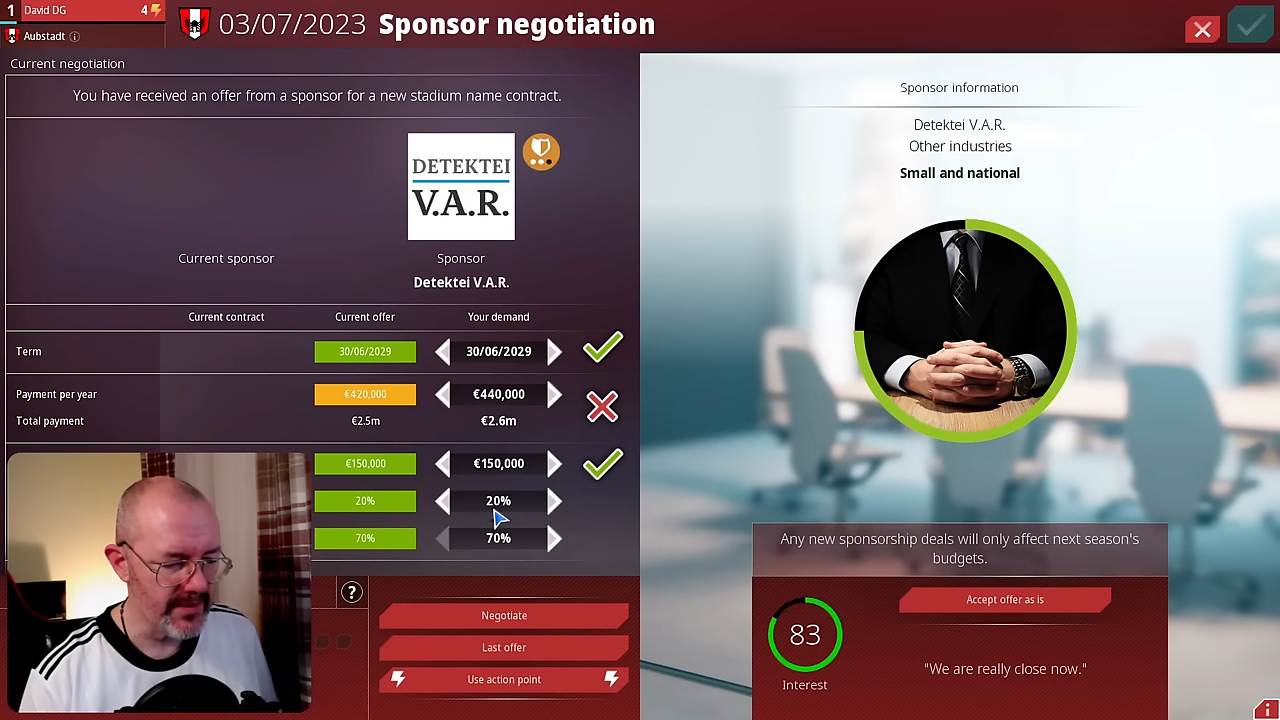 1 David DG 4
Aubstadt
03/07/2023 Sponsor negotiation
Current negotiation
You have received an offer from a sponsor for a new stadium name contract.
DETEKTEI
V.A.R.
Current sponsor
Sponsor
Detektei V.A.R.
Current contract Current offer Your demand
Term 30/06/2029 30/06/2029
Payment per year €420,000 €440,000
Total payment €2.5m €2.6m
€150,000 €150,000
20% 20%
70% 70%
?
Negotiate
Last offer
Use action point
Sponsor information
Detektei V.A.R.
Other industries
Small and national
Any new sponsorship deals will only affect next season's
budgets.
83
Interest
Accept offer as is
"We are really close now."